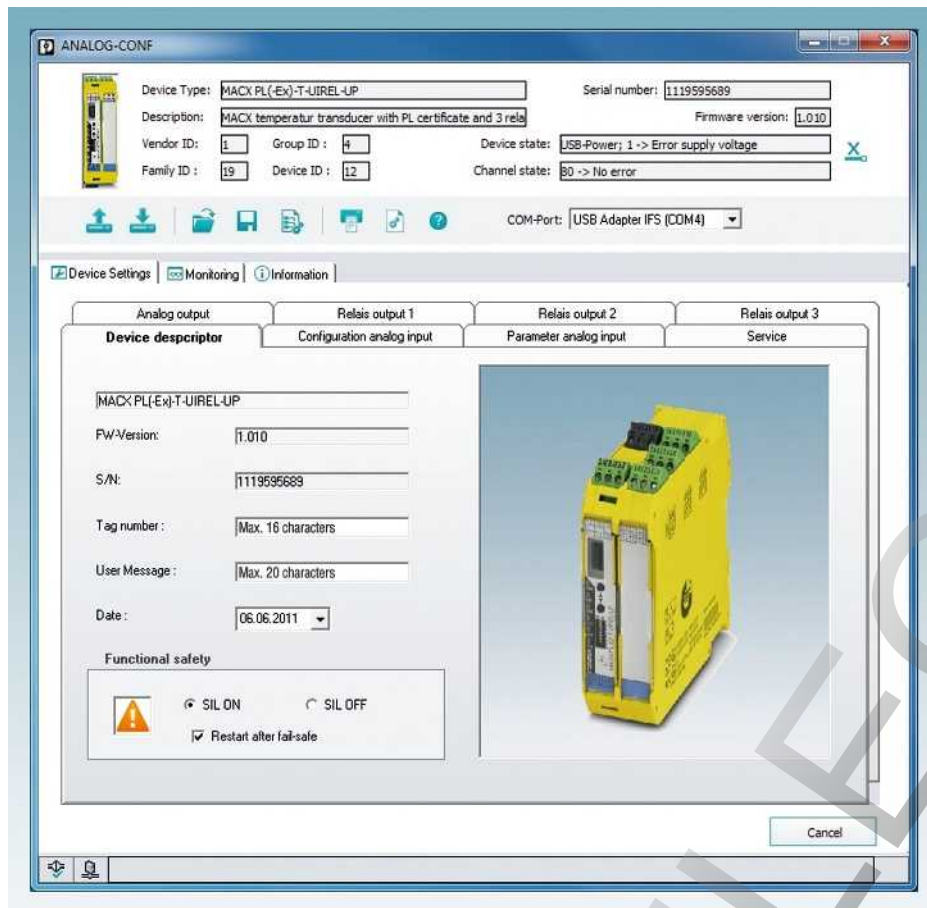 ANALOG-CONF
Device Type: MACX PL(-Ex)-T-UIREL-UP Serial number: 1119595689
Description: MACX temperatur transducer with PL certificate and 3 rela Firmware version: 1.010
Vendor ID: 1 Group ID : 4 Device state: USB-Power; 1 -> Error supply voltage
Family ID : 19 Device ID : 12 Channel state: 80 -> No error
COM-Port: USB Adapter IFS (COM4)
Device Settings Monitoring Information
Analog output Relais output 1 Relais output 2 Relais output 3
Device despcriptor Configuration analog input Parameter analog input Service
MACX PL(-Ex)-T-UIREL-UP
FW-Version: 1.010
S/N: 1119595689
Tag number : Max. 16 characters
User Message : Max. 20 characters
Date : 06.06.2011
Functional safety
SIL ON SIL OFF
Restart after fail-safe
Cancel